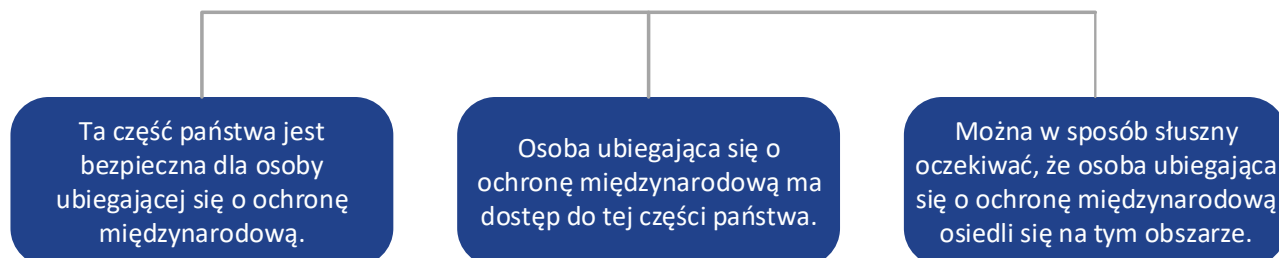 Ta część państwa jest
bezpieczna dla osoby
ubiegającej się o ochronę
międzynarodową.
Osoba ubiegająca się o
ochronę międzynarodową ma
dostęp do tej części państwa.
Można w sposób słuszny
oczekiwać, że osoba ubiegająca
się o ochronę międzynarodową
osiedli się na tym obszarze.